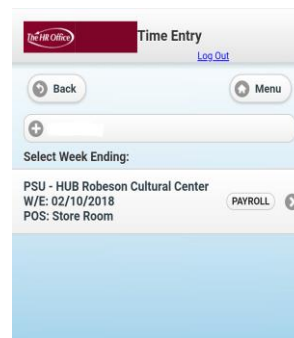 The HR Office
Time Entry
Log Out
Back
Menu
Select Week Ending:
PSU - HUB Robeson Cultural Center
W/E: 02/10/2018
PAYROLL
POS: Store Room